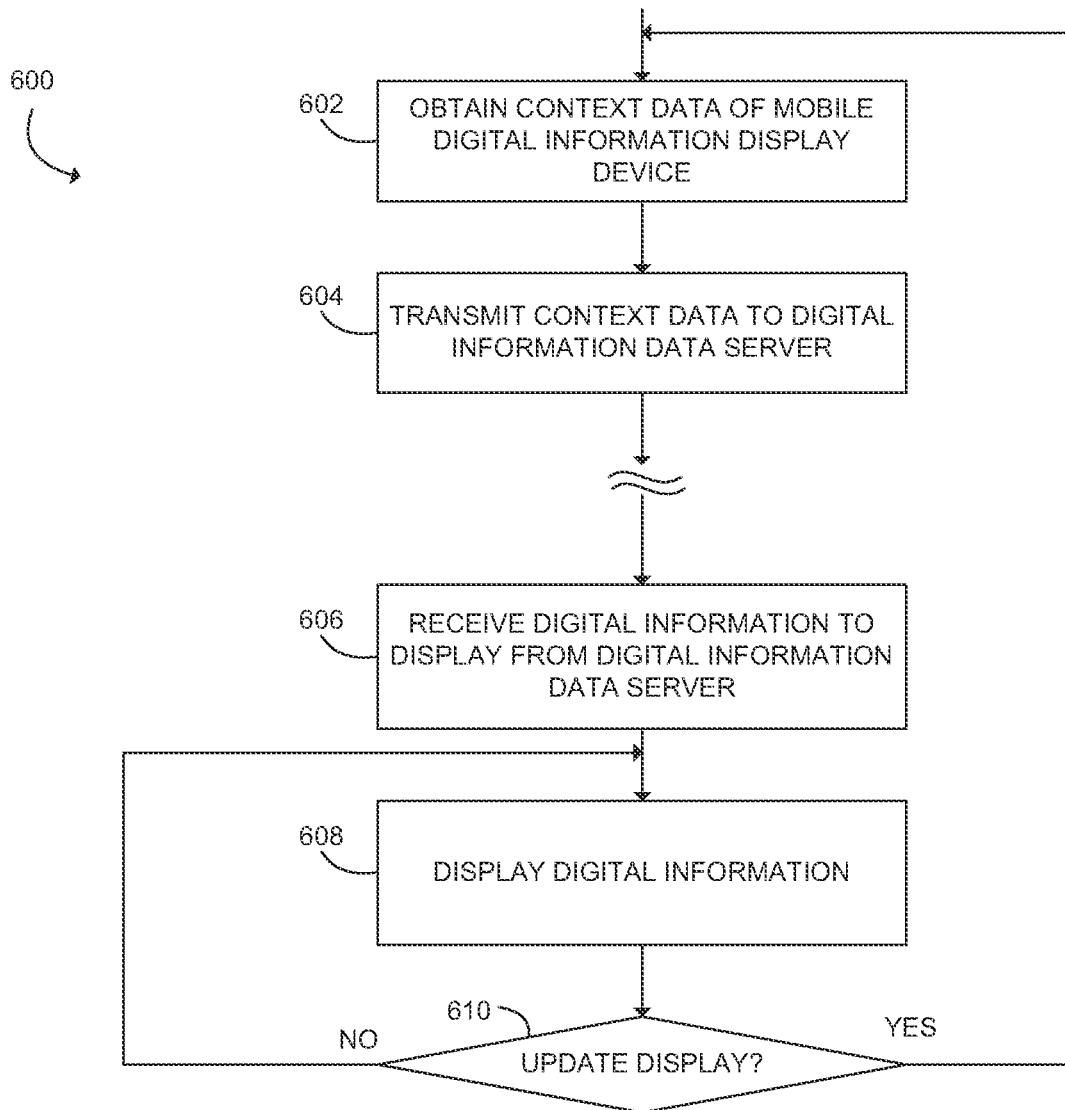 600
602
OBTAIN CONTEXT DATA OF MOBILE
DIGITAL INFORMATION DISPLAY
DEVICE
604
TRANSMIT CONTEXT DATA TO DIGITAL
INFORMATION DATA SERVER
606
RECEIVE DIGITAL INFORMATION TO
DISPLAY FROM DIGITAL INFORMATION
DATA SERVER
608
DISPLAY DIGITAL INFORMATION
610
NO
YES
UPDATE DISPLAY?